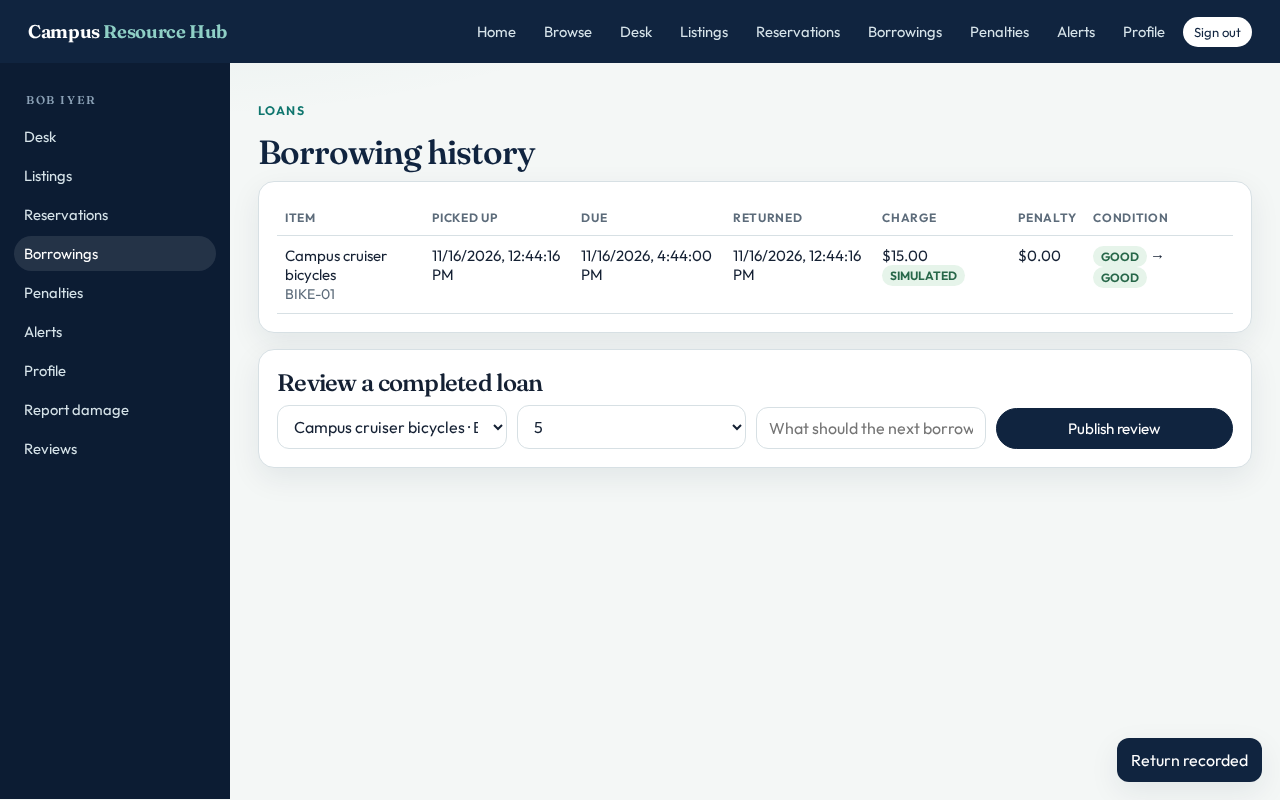 Campus Resource Hub
Home Browse Desk Listings Reservations Borrowings Penalties Alerts Profile Sign out
BOB IYER
Desk
Listings
Reservations
Borrowings
Penalties
Alerts
Profile
Report damage
Reviews
LOANS
Borrowing history
ITEM PICKED UP DUE RETURNED CHARGE PENALTY CONDITION
Campus cruiser 11/16/2026, 12:44:16 11/16/2026, 4:44:00 11/16/2026, 12:44:16 $15.00 $0.00 GOOD →
bicycles PM PM PM SIMULATED GOOD
BIKE-01
Review a completed loan
Campus cruiser bicycles · 5 What should the next borrow Publish review
Return recorded